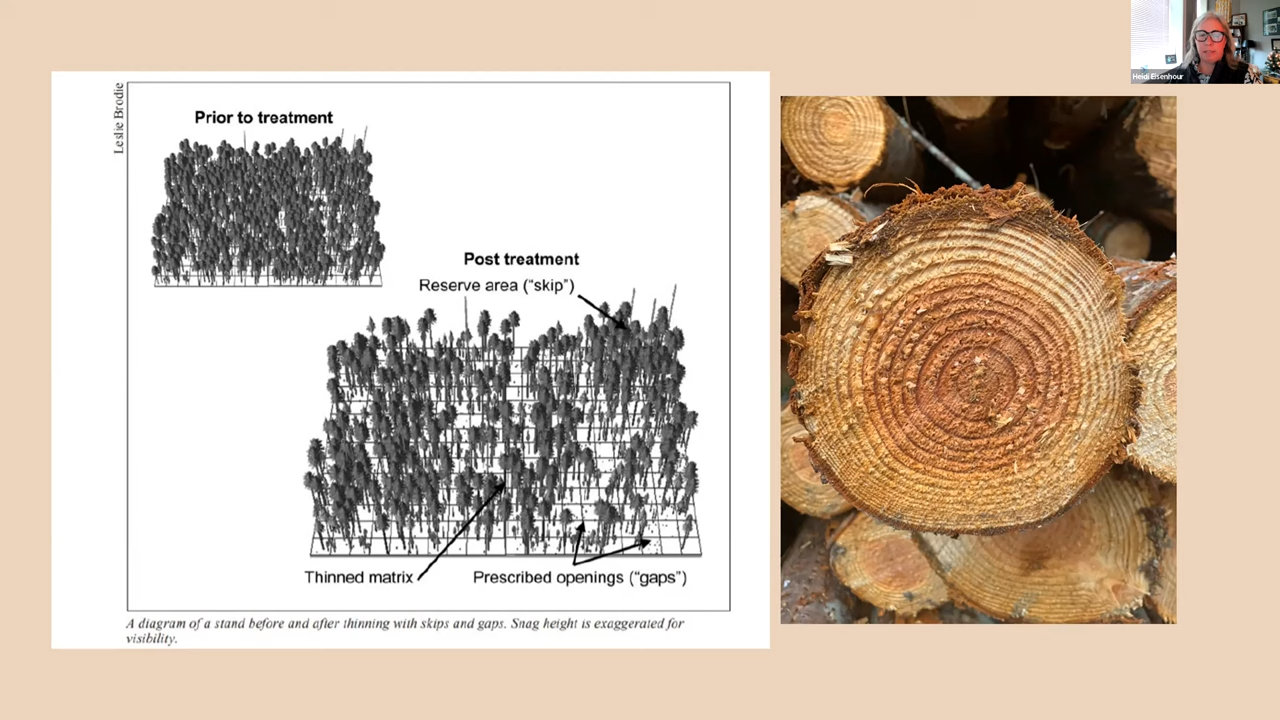 Leslie Brodie
Prior to treatment
Post treatment
Reserve area (“skip”)
Thinned matrix
Prescribed openings (“gaps”)
A diagram of a stand before and after thinning with skips and gaps. Snag height is exaggerated for
visibility.
Heidi Eisenhour